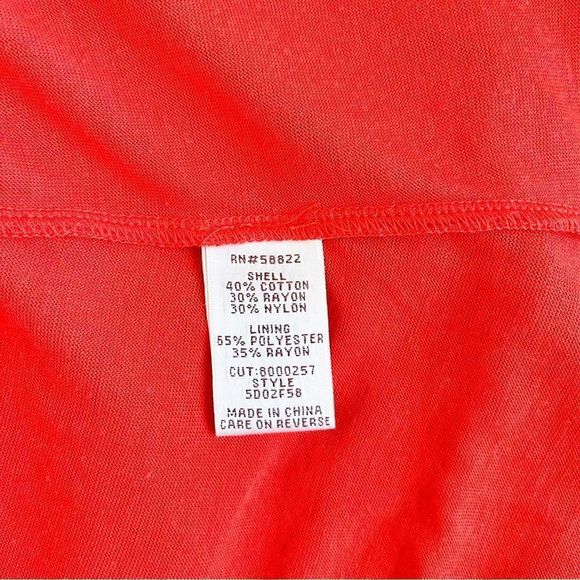 RN#58822
SHELL
40% COTTON
30% RAYON
30% NYLON
LINING
65% POLYESTER
35% RAYON
CUT:8000257
STYLE
5D02F58
MADE IN CHINA
CARE ON REVERSE